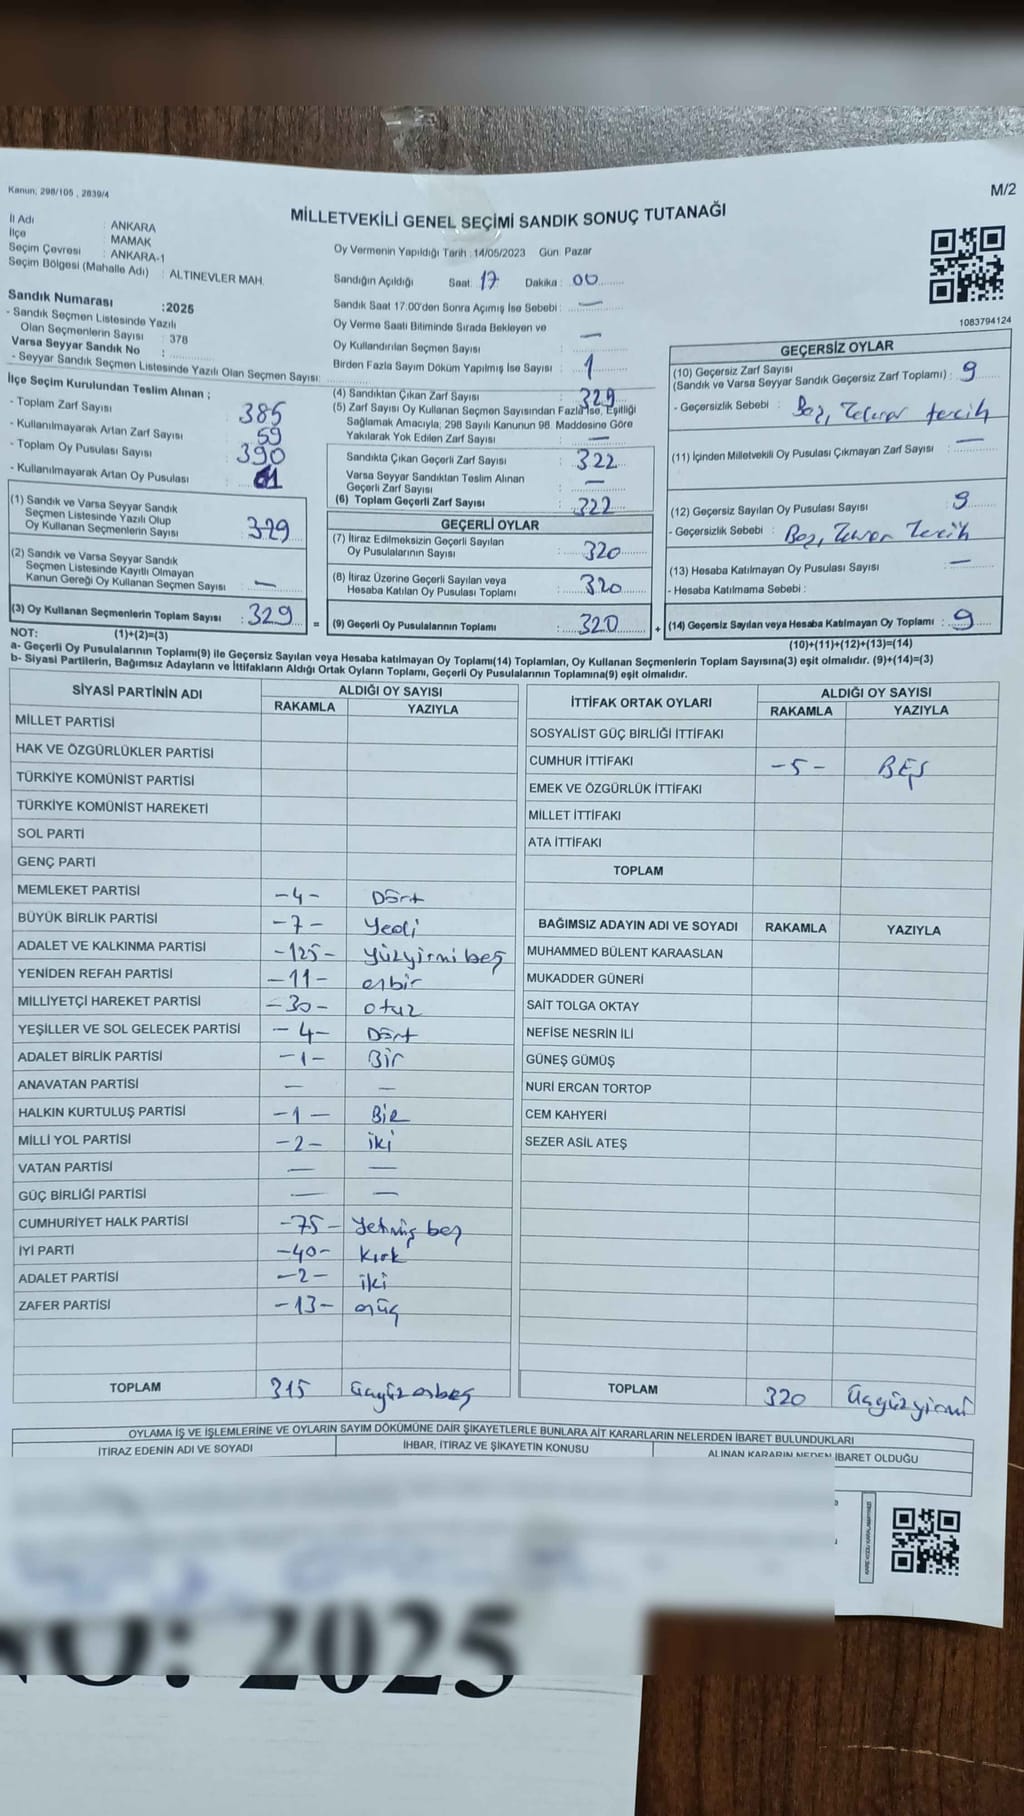 Kanun; 298/105 , 2839/4
M/2
MİLLETVEKİLİ GENEL SEÇİMİ SANDIK SONUÇ TUTANAĞI
İl Adı : ANKARA
İlçe : MAMAK
Seçim Çevresi : ANKARA-1
Seçim Bölgesi (Mahalle Adı) : ALTINEVLER MAH.
Sandık Numarası :2025
- Sandık Seçmen Listesinde Yazılı
Olan Seçmenlerin Sayısı : 378
Varsa Seyyar Sandık No :
- Seyyar Sandık Seçmen Listesinde Yazılı Olan Seçmen Sayısı:
İlçe Seçim Kurulundan Teslim Alınan ;
- Toplam Zarf Sayısı : 385
- Kullanılmayarak Artan Zarf Sayısı : 59
- Toplam Oy Pusulası Sayısı : 390
- Kullanılmayarak Artan Oy Pusulası :
(1) Sandık ve Varsa Seyyar Sandık
Seçmen Listesinde Yazılı Olup
Oy Kullanan Seçmenlerin Sayısı : 329
(2) Sandık ve Varsa Seyyar Sandık
Seçmen Listesinde Kayıtlı Olmayan
Kanun Gereği Oy Kullanan Seçmen Sayısı : —
(3) Oy Kullanan Seçmenlerin Toplam Sayısı : 329 =
Oy Vermenin Yapıldığı Tarih :14/05/2023 Gün: Pazar
Sandığın Açıldığı Saat: 17 Dakika : 00
Sandık Saat 17.00'den Sonra Açımış İse Sebebi : —
Oy Verme Saati Bitiminde Sırada Bekleyen ve
Oy Kullandırılan Seçmen Sayısı : —
Birden Fazla Sayım Döküm Yapılmış İse Sayısı : 1
(4) Sandıktan Çıkan Zarf Sayısı : 329
(5) Zarf Sayısı Oy Kullanan Seçmen Sayısından Fazla İse, Eşitliği
Sağlamak Amacıyla, 298 Sayılı Kanunun 98. Maddesine Göre
Yakılarak Yok Edilen Zarf Sayısı : —
Sandıkta Çıkan Geçerli Zarf Sayısı : 322
Varsa Seyyar Sandıktan Teslim Alınan
Geçerli Zarf Sayısı : —
(6) Toplam Geçerli Zarf Sayısı : 322
GEÇERLİ OYLAR
(7) İtiraz Edilmeksizin Geçerli Sayılan
Oy Pusulalarının Sayısı : 320
(8) İtiraz Üzerine Geçerli Sayılan veya
Hesaba Katılan Oy Pusulası Toplamı : 320
(9) Geçerli Oy Pusulalarının Toplamı : 320 +
1083794124
GEÇERSİZ OYLAR
(10) Geçersiz Zarf Sayısı
(Sandık ve Varsa Seyyar Sandık Geçersiz Zarf Toplamı) : 9
- Geçersizlik Sebebi : Boş, tercih
(11) İçinden Milletvekili Oy Pusulası Çıkmayan Zarf Sayısı : —
(12) Geçersiz Sayılan Oy Pusulası Sayısı : 9
- Geçersizlik Sebebi : Boş, Tercih
(13) Hesaba Katılmayan Oy Pusulası Sayısı : —
- Hesaba Katılmama Sebebi :
(14) Geçersiz Sayılan veya Hesaba Katılmayan Oy Toplamı : 9
NOT: (1)+(2)=(3)
(10)+(11)+(12)+(13)=(14)
a- Geçerli Oy Pusulalarının Toplamı(9) ile Geçersiz Sayılan veya Hesaba katılmayan Oy Toplamı(14) Toplamları, Oy Kullanan Seçmenlerin Toplam Sayısına(3) eşit olmalıdır. (9)+(14)=(3)
b- Siyasi Partilerin, Bağımsız Adayların ve İttifakların Aldığı Ortak Oyların Toplamı, Geçerli Oy Pusulalarının Toplamına(9) eşit olmalıdır.
SİYASİ PARTİNİN ADI ALDIĞI OY SAYISI
RAKAMLA YAZIYLA
MİLLET PARTİSİ
HAK VE ÖZGÜRLÜKLER PARTİSİ
TÜRKİYE KOMÜNİST PARTİSİ
TÜRKİYE KOMÜNİST HAREKETİ
SOL PARTİ
GENÇ PARTİ
MEMLEKET PARTİSİ -4- Dört
BÜYÜK BİRLİK PARTİSİ -7- Yedi
ADALET VE KALKINMA PARTİSİ -125- Yüzyirmi beş
YENİDEN REFAH PARTİSİ -11- onbir
MİLLİYETÇİ HAREKET PARTİSİ -30- otuz
YEŞİLLER VE SOL GELECEK PARTİSİ -4- Dört
ADALET BİRLİK PARTİSİ -1- Bir
ANAVATAN PARTİSİ — —
HALKIN KURTULUŞ PARTİSİ -1- Bir
MİLLİ YOL PARTİSİ -2- iki
VATAN PARTİSİ — —
GÜÇ BİRLİĞİ PARTİSİ — —
CUMHURİYET HALK PARTİSİ -75- Yetmiş beş
İYİ PARTİ -40- Kırk
ADALET PARTİSİ -2- iki
ZAFER PARTİSİ -13- onüç
TOPLAM 315 üçyüz onbeş
İTTİFAK ORTAK OYLARI ALDIĞI OY SAYISI
RAKAMLA YAZIYLA
SOSYALİST GÜÇ BİRLİĞİ İTTİFAKI
CUMHUR İTTİFAKI -5- BEŞ
EMEK VE ÖZGÜRLÜK İTTİFAKI
MİLLET İTTİFAKI
ATA İTTİFAKI
TOPLAM
BAĞIMSIZ ADAYIN ADI VE SOYADI RAKAMLA YAZIYLA
MUHAMMED BÜLENT KARAASLAN
MUKADDER GÜNERİ
SAİT TOLGA OKTAY
NEFİSE NESRİN İLİ
GÜNEŞ GÜMÜŞ
NURİ ERCAN TORTOP
CEM KAHYERİ
SEZER ASİL ATEŞ
TOPLAM 320 Üçyüzyirmi
OYLAMA İŞ VE İŞLEMLERİNE VE OYLARIN SAYIM DÖKÜMÜNE DAİR ŞİKAYETLERLE BUNLARA AİT KARARLARIN NELERDEN İBARET BULUNDUKLARI
İTİRAZ EDENİN ADI VE SOYADI İHBAR, İTİRAZ VE ŞİKAYETİN KONUSU ALINAN KARARIN NEDEN İBARET OLDUĞU
NO: 2025